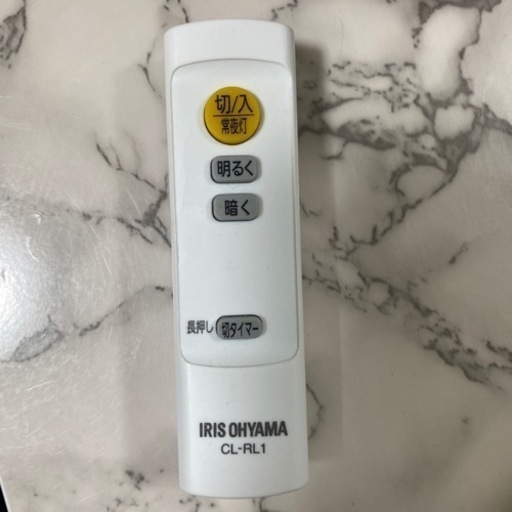 切/入
常夜灯
明るく
暗く
長押し 切タイマー
IRIS OHYAMA
CL-RL1